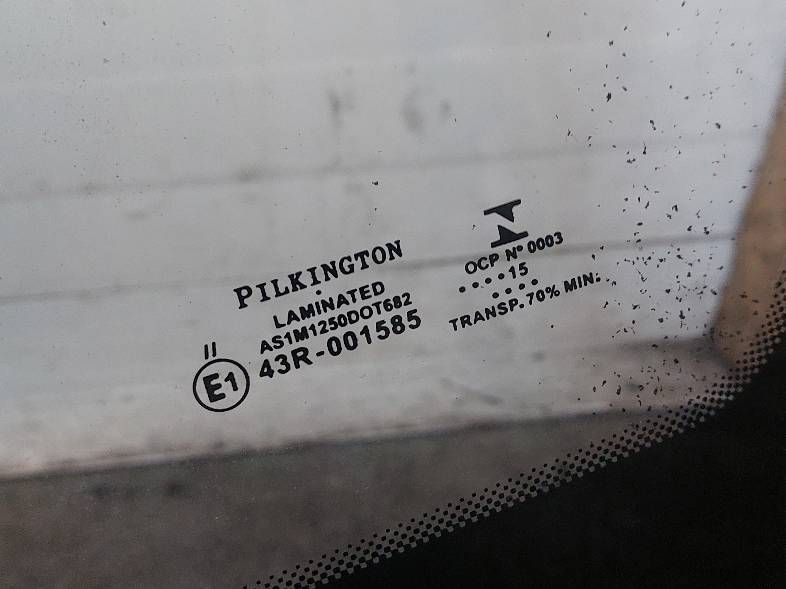 PILKINGTON
LAMINATED
AS1M1250DOT682
II
E1 43R-001585
OCP Nº 0003
....15
....
TRANSP. 70% MIN.